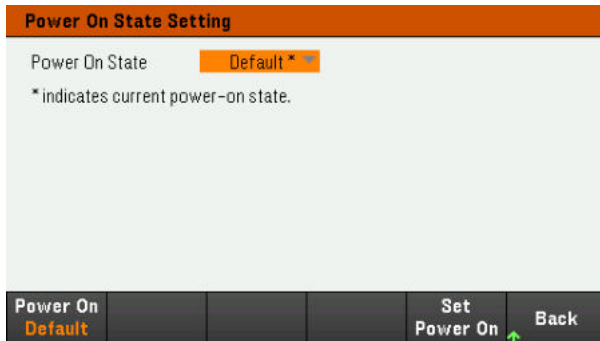 Power On State Setting
Power On State Default *
* indicates current power-on state.
Power On
Default
Set
Power On
Back